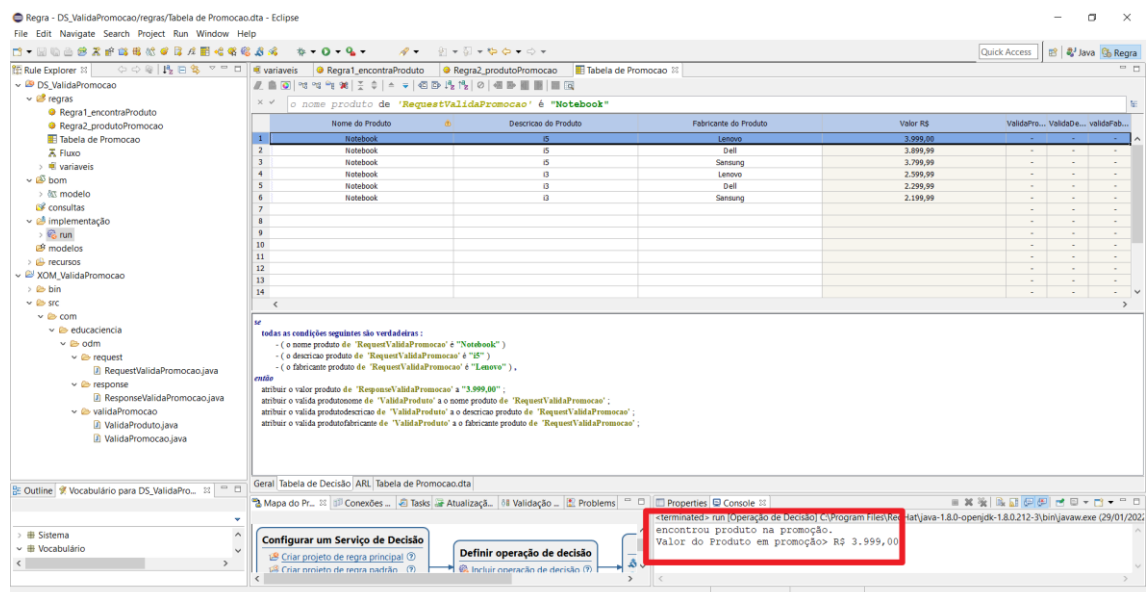 Regra - DS_ValidaPromocao/regras/Tabela de Promocao.dta - Eclipse
File Edit Navigate Search Project Run Window Help
Quick Access Java Regra
Rule Explorer
DS_ValidaPromocao
regras
Regra1_encontraProduto
Regra2_produtoPromocao
Tabela de Promocao
Fluxo
variaveis
bom
modelo
consultas
implementação
run
modelos
recursos
XOM_ValidaPromocao
bin
src
com
educaciencia
odm
request
RequestValidaPromocao.java
response
ResponseValidaPromocao.java
validaPromocao
ValidaProduto.java
ValidaPromocao.java
variaveis Regra1_encontraProduto Regra2_produtoPromocao Tabela de Promocao
o nome produto de 'RequestValidaPromocao' é "Notebook"
Nome do Produto Descricao do Produto Fabricante do Produto Valor R$ ValidaPro... ValidaDe... validaFab...
1 Notebook i5 Lenovo 3.999,00 - - -
2 Notebook i5 Dell 3.899,99 - - -
3 Notebook i5 Sansung 3.799,99 - - -
4 Notebook i3 Lenovo 2.599,99 - - -
5 Notebook i3 Dell 2.299,99 - - -
6 Notebook i3 Sansung 2.199,99 - - -
7 - - -
8 - - -
9 - - -
10 - - -
11 - - -
12 - - -
13 - - -
14 - - -
se
todas as condições seguintes são verdadeiras :
- ( o nome produto de 'RequestValidaPromocao' é "Notebook" )
- ( o descricao produto de 'RequestValidaPromocao' é "i5" )
- ( o fabricante produto de 'RequestValidaPromocao' é "Lenovo" ) ,
então
atribuir o valor produto de 'ResponseValidaPromocao' a "3.999,00" ;
atribuir o valida produtonome de 'ValidaProduto' a o nome produto de 'RequestValidaPromocao' ;
atribuir o valida produtodescricao de 'ValidaProduto' a o descricao produto de 'RequestValidaPromocao' ;
atribuir o valida produtofabricante de 'ValidaProduto' a o fabricante produto de 'RequestValidaPromocao' ;
Geral Tabela de Decisão ARL Tabela de Promocao.dta
Outline Vocabulário para DS_ValidaPro...
Sistema
Vocabulário
Mapa do Pr... Conexões ... Tasks Atualizaçã... Validação ... Problems
Configurar um Serviço de Decisão
Criar projeto de regra principal
Criar projeto de regra padrão
Definir operação de decisão
Incluir operação de decisão
Properties Console
<terminated> run [Operação de Decisão] C:\Program Files\RedHat\java-1.8.0-openjdk-1.8.0.212-3\bin\javaw.exe (29/01/2022
encontrou produto na promoção.
Valor do Produto em promoção> R$ 3.999,00